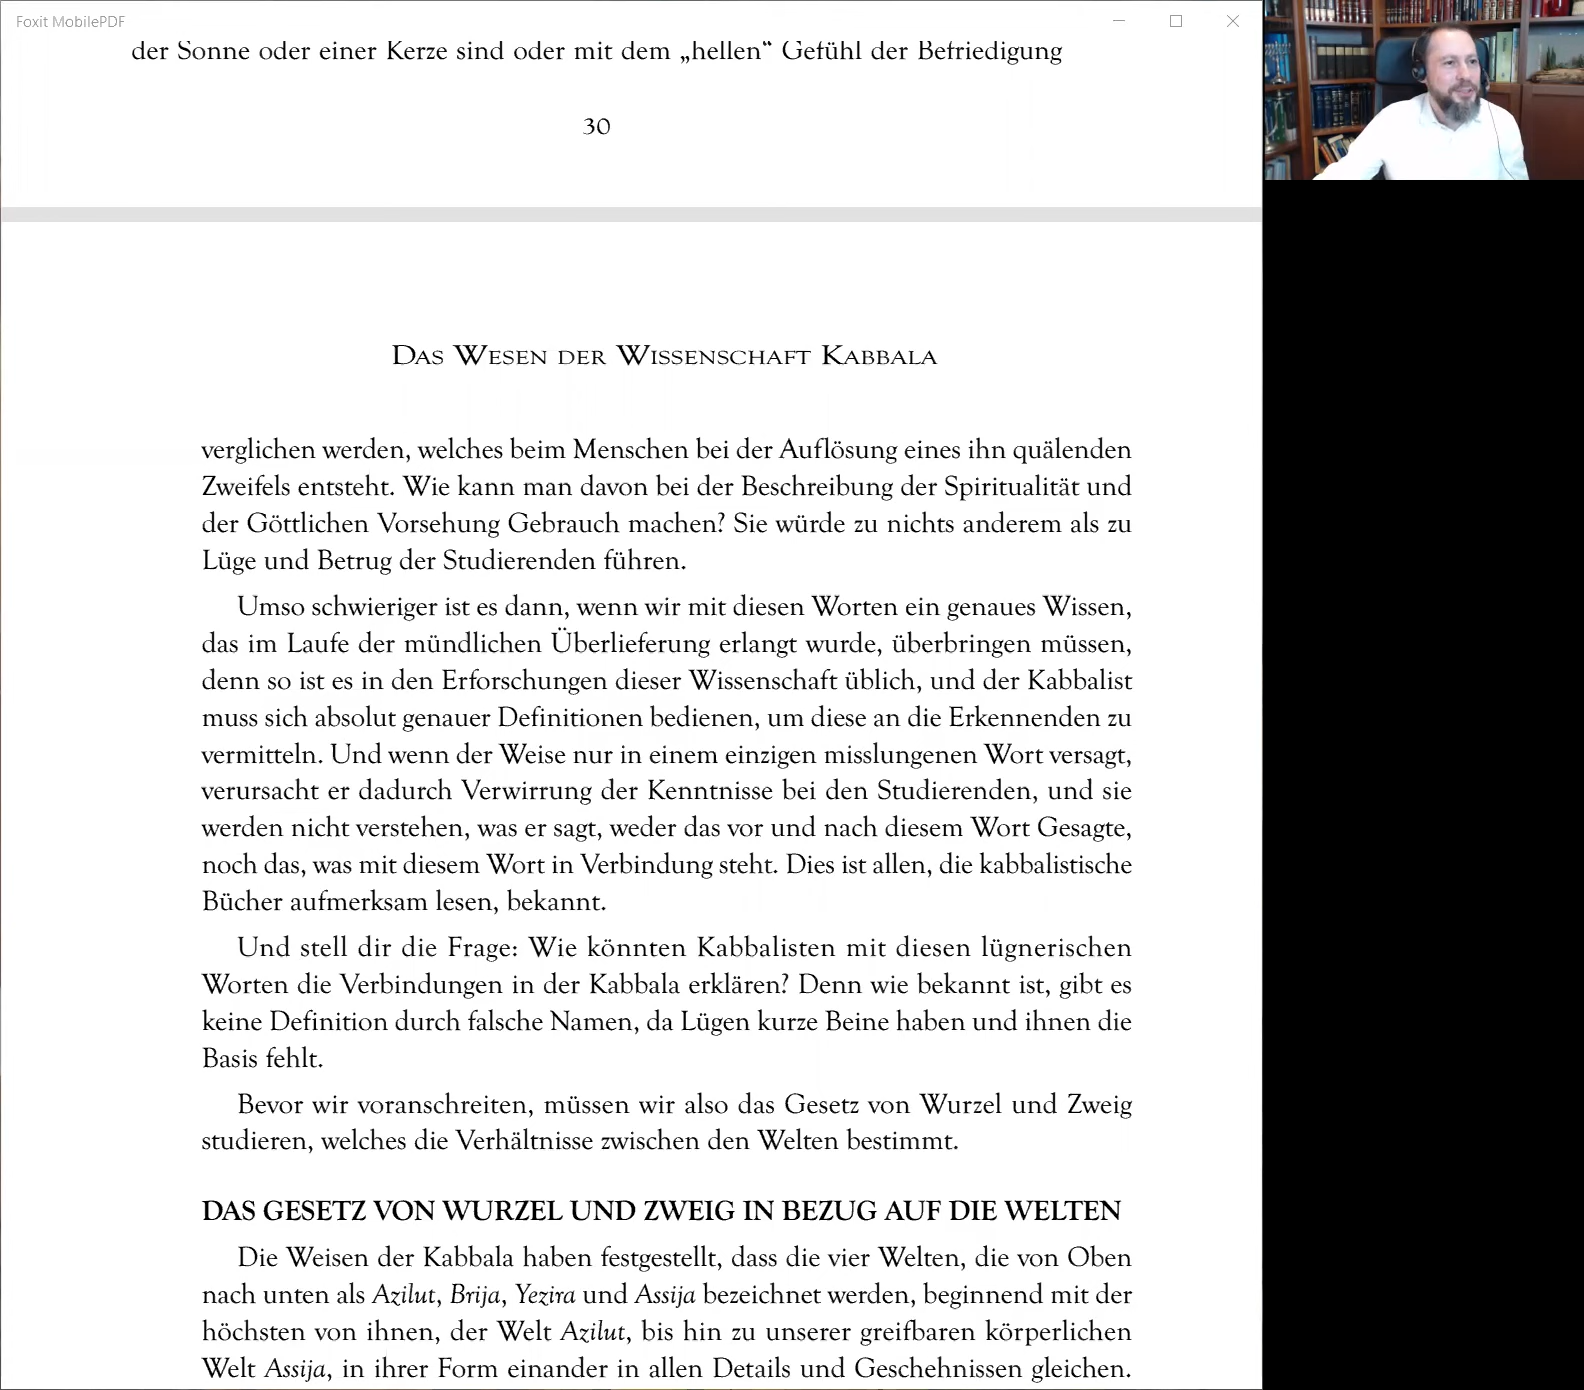 Foxit MobilePDF
der Sonne oder einer Kerze sind oder mit dem „hellen“ Gefühl der Befriedigung
30
Das Wesen der Wissenschaft Kabbala
verglichen werden, welches beim Menschen bei der Auflösung eines ihn quälenden
Zweifels entsteht. Wie kann man davon bei der Beschreibung der Spiritualität und
der Göttlichen Vorsehung Gebrauch machen? Sie würde zu nichts anderem als zu
Lüge und Betrug der Studierenden führen.
Umso schwieriger ist es dann, wenn wir mit diesen Worten ein genaues Wissen,
das im Laufe der mündlichen Überlieferung erlangt wurde, überbringen müssen,
denn so ist es in den Erforschungen dieser Wissenschaft üblich, und der Kabbalist
muss sich absolut genauer Definitionen bedienen, um diese an die Erkennenden zu
vermitteln. Und wenn der Weise nur in einem einzigen misslungenen Wort versagt,
verursacht er dadurch Verwirrung der Kenntnisse bei den Studierenden, und sie
werden nicht verstehen, was er sagt, weder das vor und nach diesem Wort Gesagte,
noch das, was mit diesem Wort in Verbindung steht. Dies ist allen, die kabbalistische
Bücher aufmerksam lesen, bekannt.
Und stell dir die Frage: Wie könnten Kabbalisten mit diesen lügnerischen
Worten die Verbindungen in der Kabbala erklären? Denn wie bekannt ist, gibt es
keine Definition durch falsche Namen, da Lügen kurze Beine haben und ihnen die
Basis fehlt.
Bevor wir voranschreiten, müssen wir also das Gesetz von Wurzel und Zweig
studieren, welches die Verhältnisse zwischen den Welten bestimmt.
DAS GESETZ VON WURZEL UND ZWEIG IN BEZUG AUF DIE WELTEN
Die Weisen der Kabbala haben festgestellt, dass die vier Welten, die von Oben
nach unten als Azilut, Brija, Yezira und Assija bezeichnet werden, beginnend mit der
höchsten von ihnen, der Welt Azilut, bis hin zu unserer greifbaren körperlichen
Welt Assija, in ihrer Form einander in allen Details und Geschehnissen gleichen.